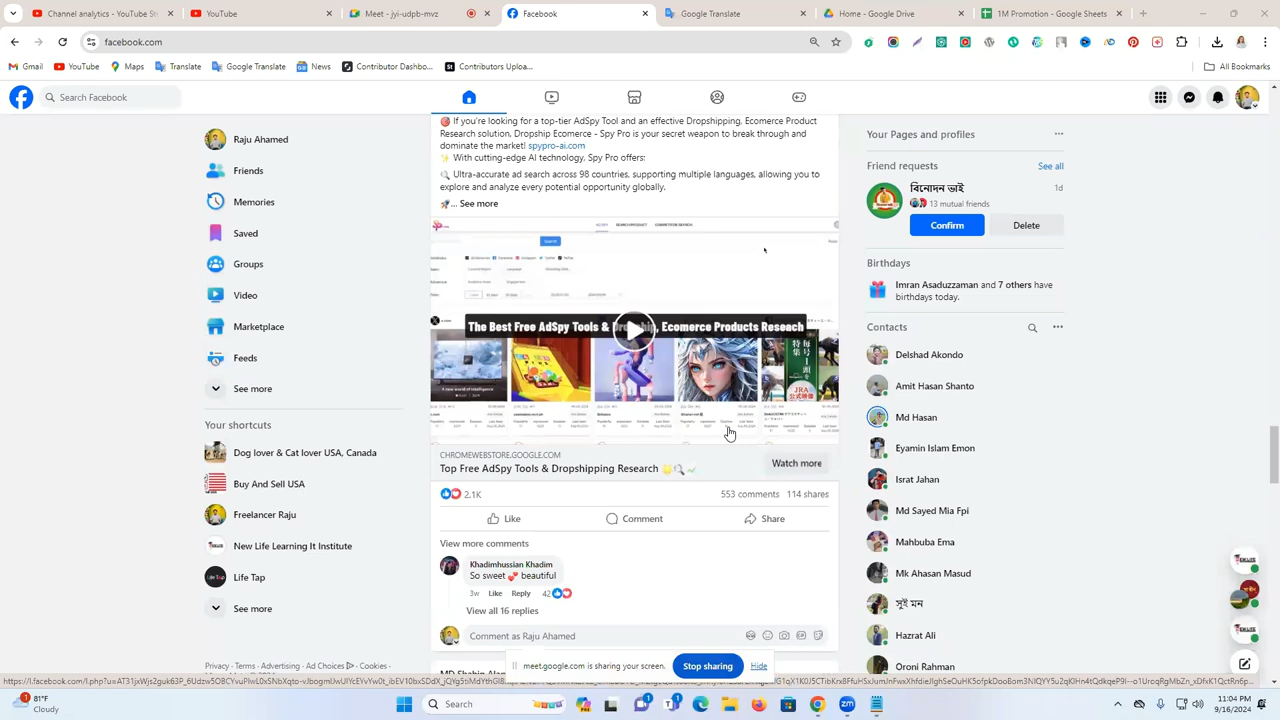 Channel analytics - YouTube S
YouTube
Meet - jyi-udpb-mvz
Facebook
Google Translate
Home - Google Drive
1M Promotion - Google Sheets
facebook.com
Gmail
YouTube
Maps
Translate
Google Translate
News
Contributor Dashbo...
Contributors Uploa...
All Bookmarks
Search Facebook
Raju Ahamed
Friends
Memories
Saved
Groups
Video
Marketplace
Feeds
See more
Your shortcuts
Dog lover & Cat lover USA, Canada
Buy And Sell USA
Freelancer Raju
New Life Learning It Institute
Life Tap
See more
Privacy · Terms · Advertising · Ad Choices · Cookies ·
🎯 If you're looking for a top-tier AdSpy Tool and an effective Dropshipping, Ecomerce Product
Research solution, Dropship Ecomerce - Spy Pro is your secret weapon to break through and
dominate the market! spypro-ai.com
✨ With cutting-edge AI technology, Spy Pro offers:
🔍 Ultra-accurate ad search across 98 countries, supporting multiple languages, allowing you to
explore and analyze every potential opportunity globally.
🚀... See more
The Best Free AdSpy Tools & Dropship, Ecomerce Products Reseach
CHROMEWEBSTORE.GOOGLE.COM
Top Free AdSpy Tools & Dropshipping Research 🌟🔍📈
Watch more
2.1K
553 comments 114 shares
Like
Comment
Share
View more comments
Khadimhussian Khadim
So sweet 💕 beautiful
3w Like Reply 42
View all 16 replies
Comment as Raju Ahamed
Your Pages and profiles
Friend requests
See all
বিনোদন ভাই
1d
13 mutual friends
Confirm
Delete
Birthdays
Imran Asaduzzaman and 7 others have
birthdays today.
Contacts
Delshad Akondo
Amit Hasan Shanto
Md Hasan
Eyamin Islam Emon
Israt Jahan
Md Sayed Mia Fpi
Mahbuba Ema
Mk Ahasan Masud
সূই মন
Hazrat Ali
Oroni Rahman
meet.google.com is sharing your screen.
Stop sharing
Hide
81°F
Cloudy
Search
11:04 PM
9/16/2024